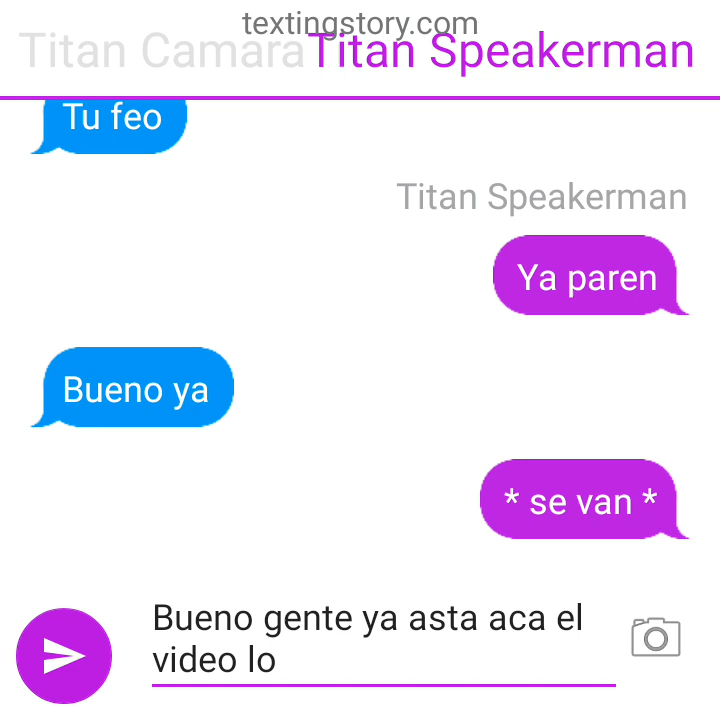 textingstory.com
Titan Camara Titan Speakerman
Tu feo
Titan Speakerman
Ya paren
Bueno ya
* se van *
Bueno gente ya asta aca el
video lo